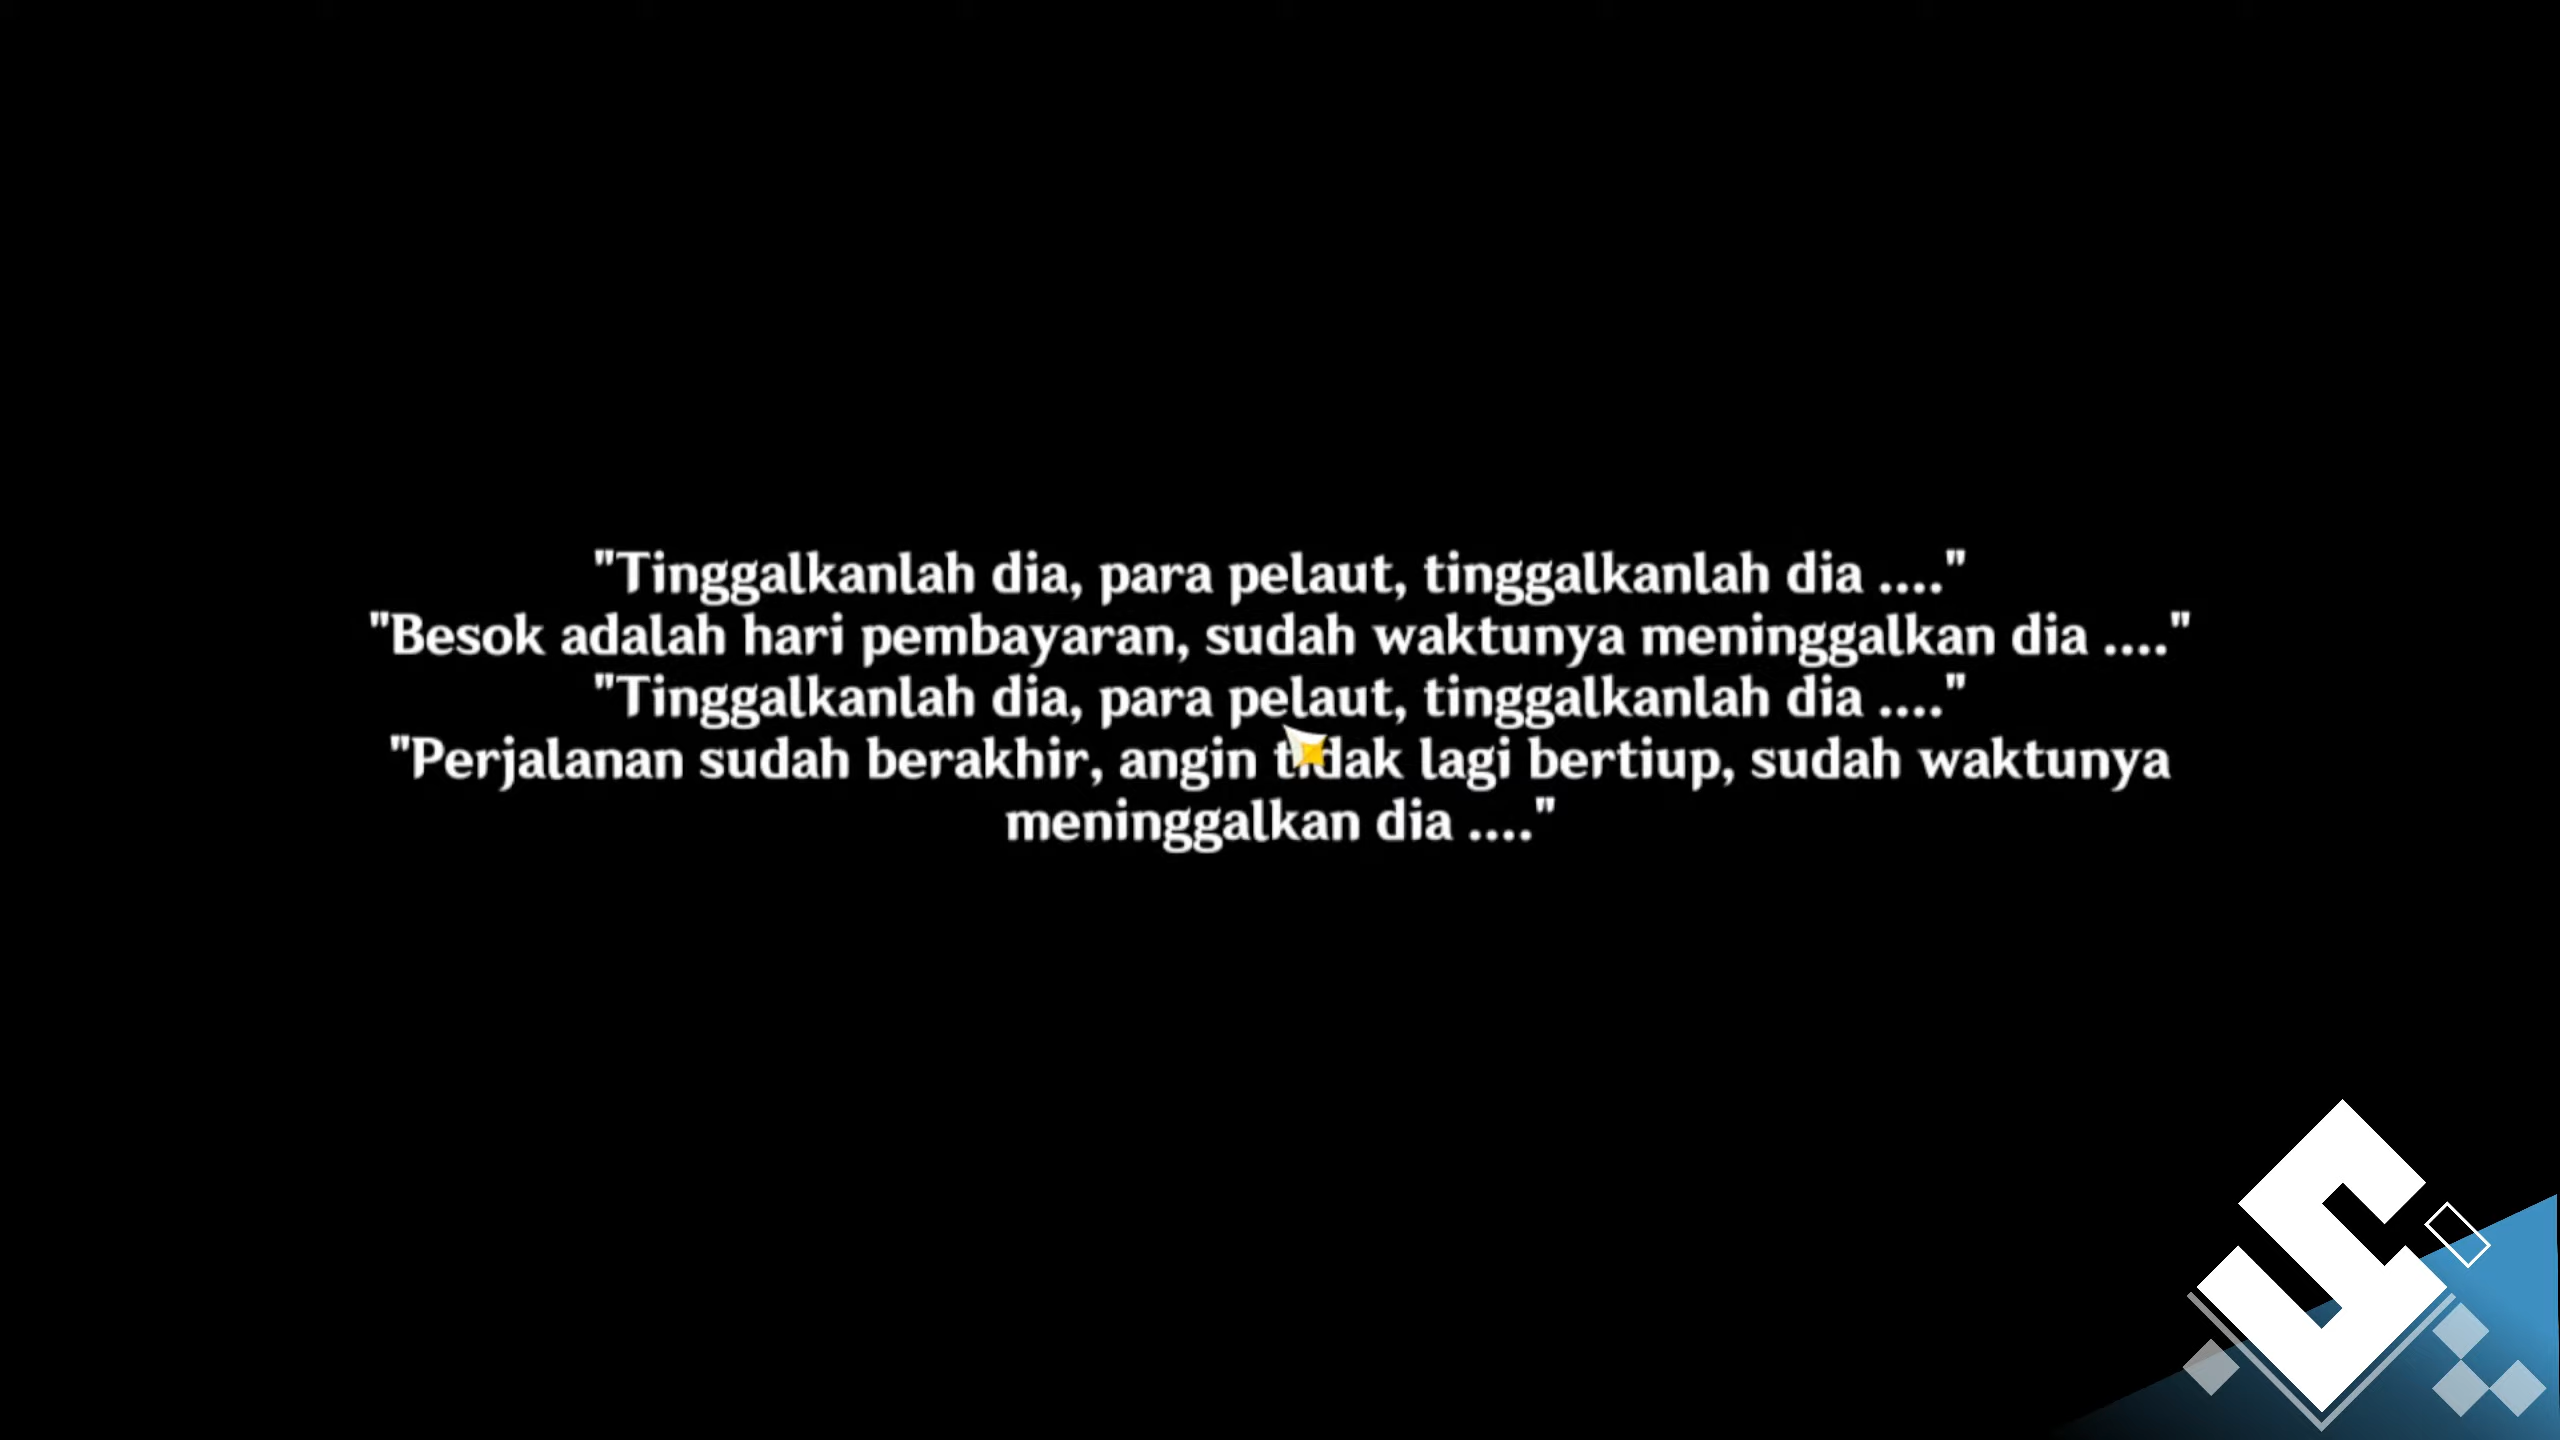 "Tinggalkanlah dia, para pelaut, tinggalkanlah dia ...."
"Besok adalah hari pembayaran, sudah waktunya meninggalkan dia ...."
"Tinggalkanlah dia, para pelaut, tinggalkanlah dia ...."
"Perjalanan sudah berakhir, angin tidak lagi bertiup, sudah waktunya
meninggalkan dia ...."